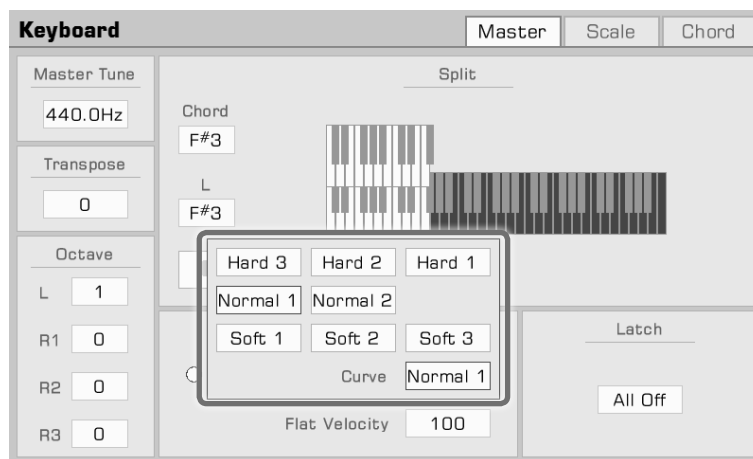 Keyboard
Master Scale Chord
Master Tune
440.0Hz
Transpose
0
Octave
L 1
R1 0
R2 0
R3 0
Split
Chord
F#3
L
F#3
Hard 3 Hard 2 Hard 1
Normal 1 Normal 2
Soft 1 Soft 2 Soft 3
Curve Normal 1
Flat Velocity 100
Latch
All Off